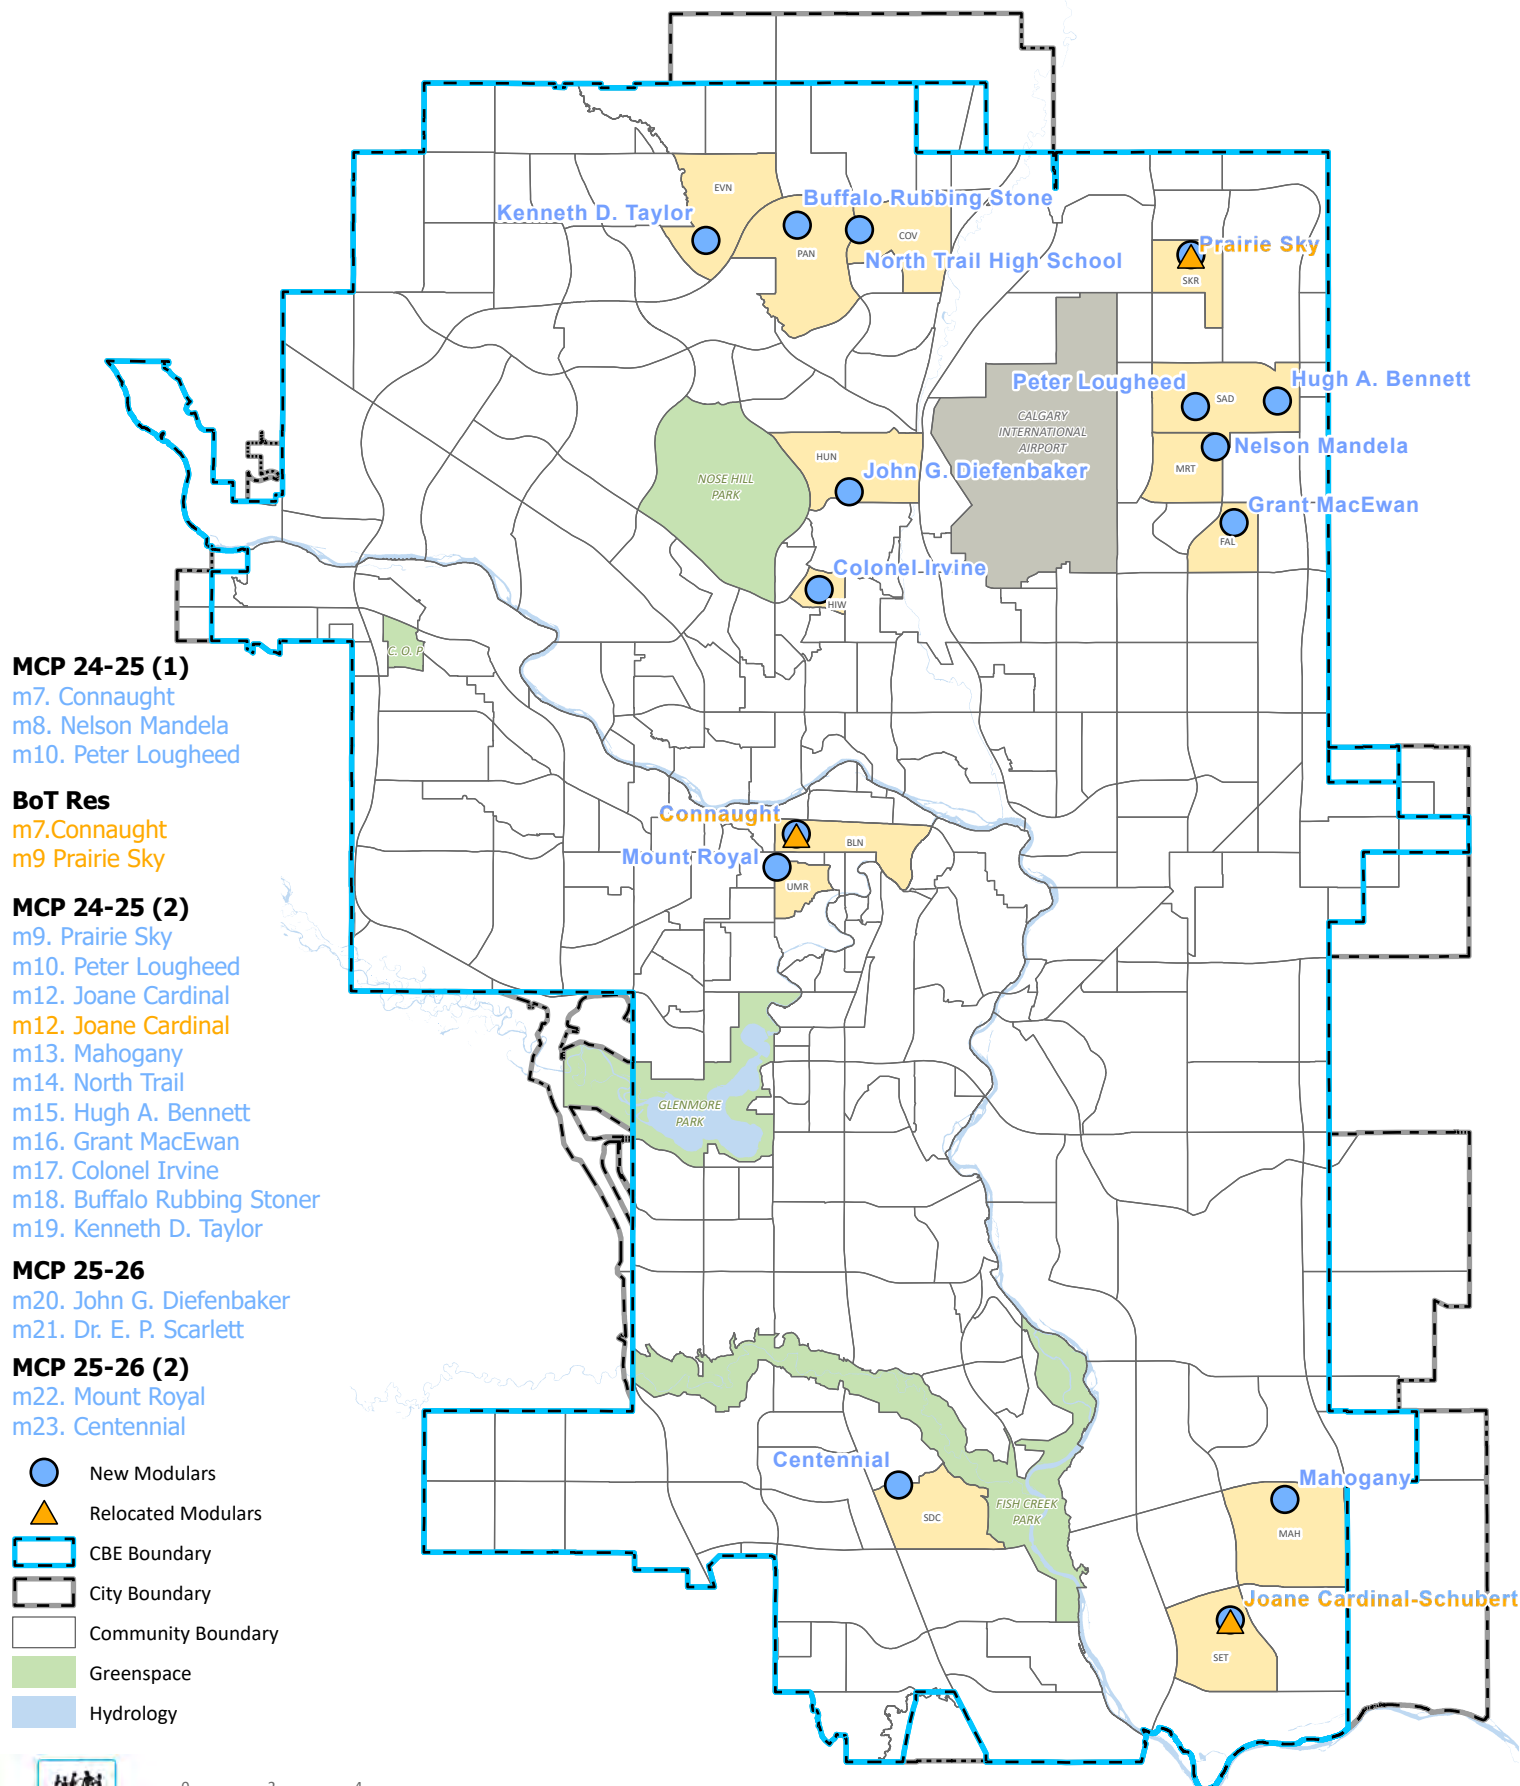 EVN
Buffalo Rubbing Stone
Kenneth D. Taylor
COV
PAN
North Trail High School
Prairie Sky
SKR
Peter Lougheed
Hugh A. Bennett
SAD
CALGARY
INTERNATIONAL
AIRPORT
Nelson Mandela
HUN
John G. Diefenbaker
MRT
NOSE HILL
PARK
Grant MacEwan
FAL
Colonel Irvine
HIW
C. O. P
MCP 24-25 (1)
m7. Connaught
m8. Nelson Mandela
m10. Peter Lougheed
BoT Res
m7.Connaught
m9 Prairie Sky
Connaught
BLN
Mount Royal
UMR
MCP 24-25 (2)
m9. Prairie Sky
m10. Peter Lougheed
m12. Joane Cardinal
m12. Joane Cardinal
m13. Mahogany
m14. North Trail
m15. Hugh A. Bennett
m16. Grant MacEwan
m17. Colonel Irvine
m18. Buffalo Rubbing Stoner
m19. Kenneth D. Taylor
GLENMORE
PARK
MCP 25-26
m20. John G. Diefenbaker
m21. Dr. E. P. Scarlett
MCP 25-26 (2)
m22. Mount Royal
m23. Centennial
New Modulars
Relocated Modulars
CBE Boundary
City Boundary
Community Boundary
Greenspace
Hydrology
Centennial
SDC
FISH CREEK
PARK
Mahogany
MAH
Joane Cardinal-Schubert
SET